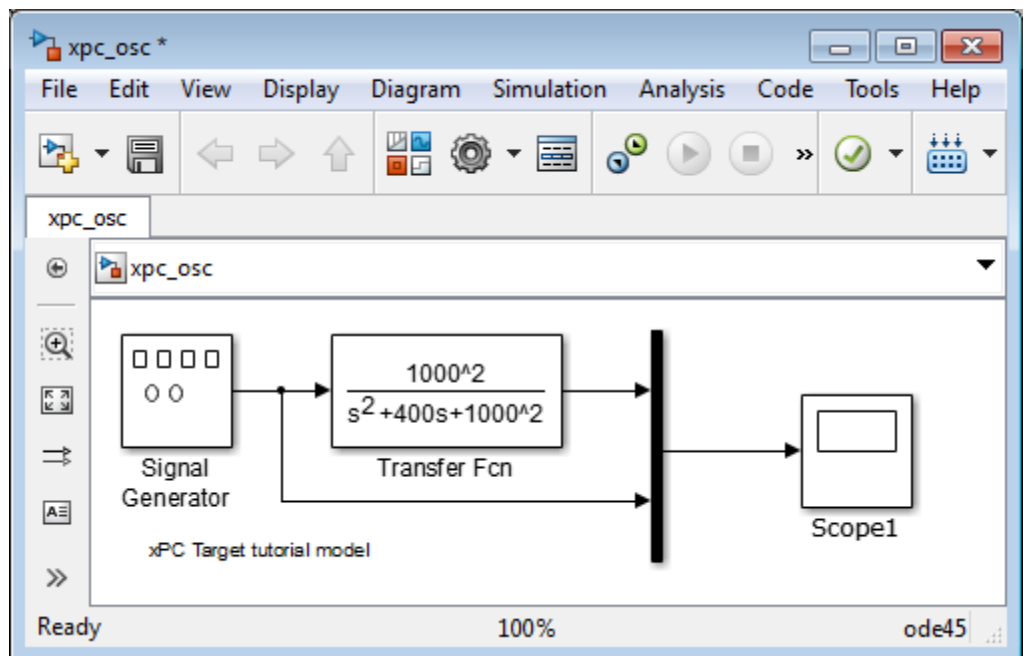 xpc_osc *
File Edit View Display Diagram Simulation Analysis Code Tools Help
xpc_osc
xpc_osc
1000^2
s2+400s+1000^2
Signal
Generator
Transfer Fcn
Scope1
xPC Target tutorial model
Ready 100% ode45